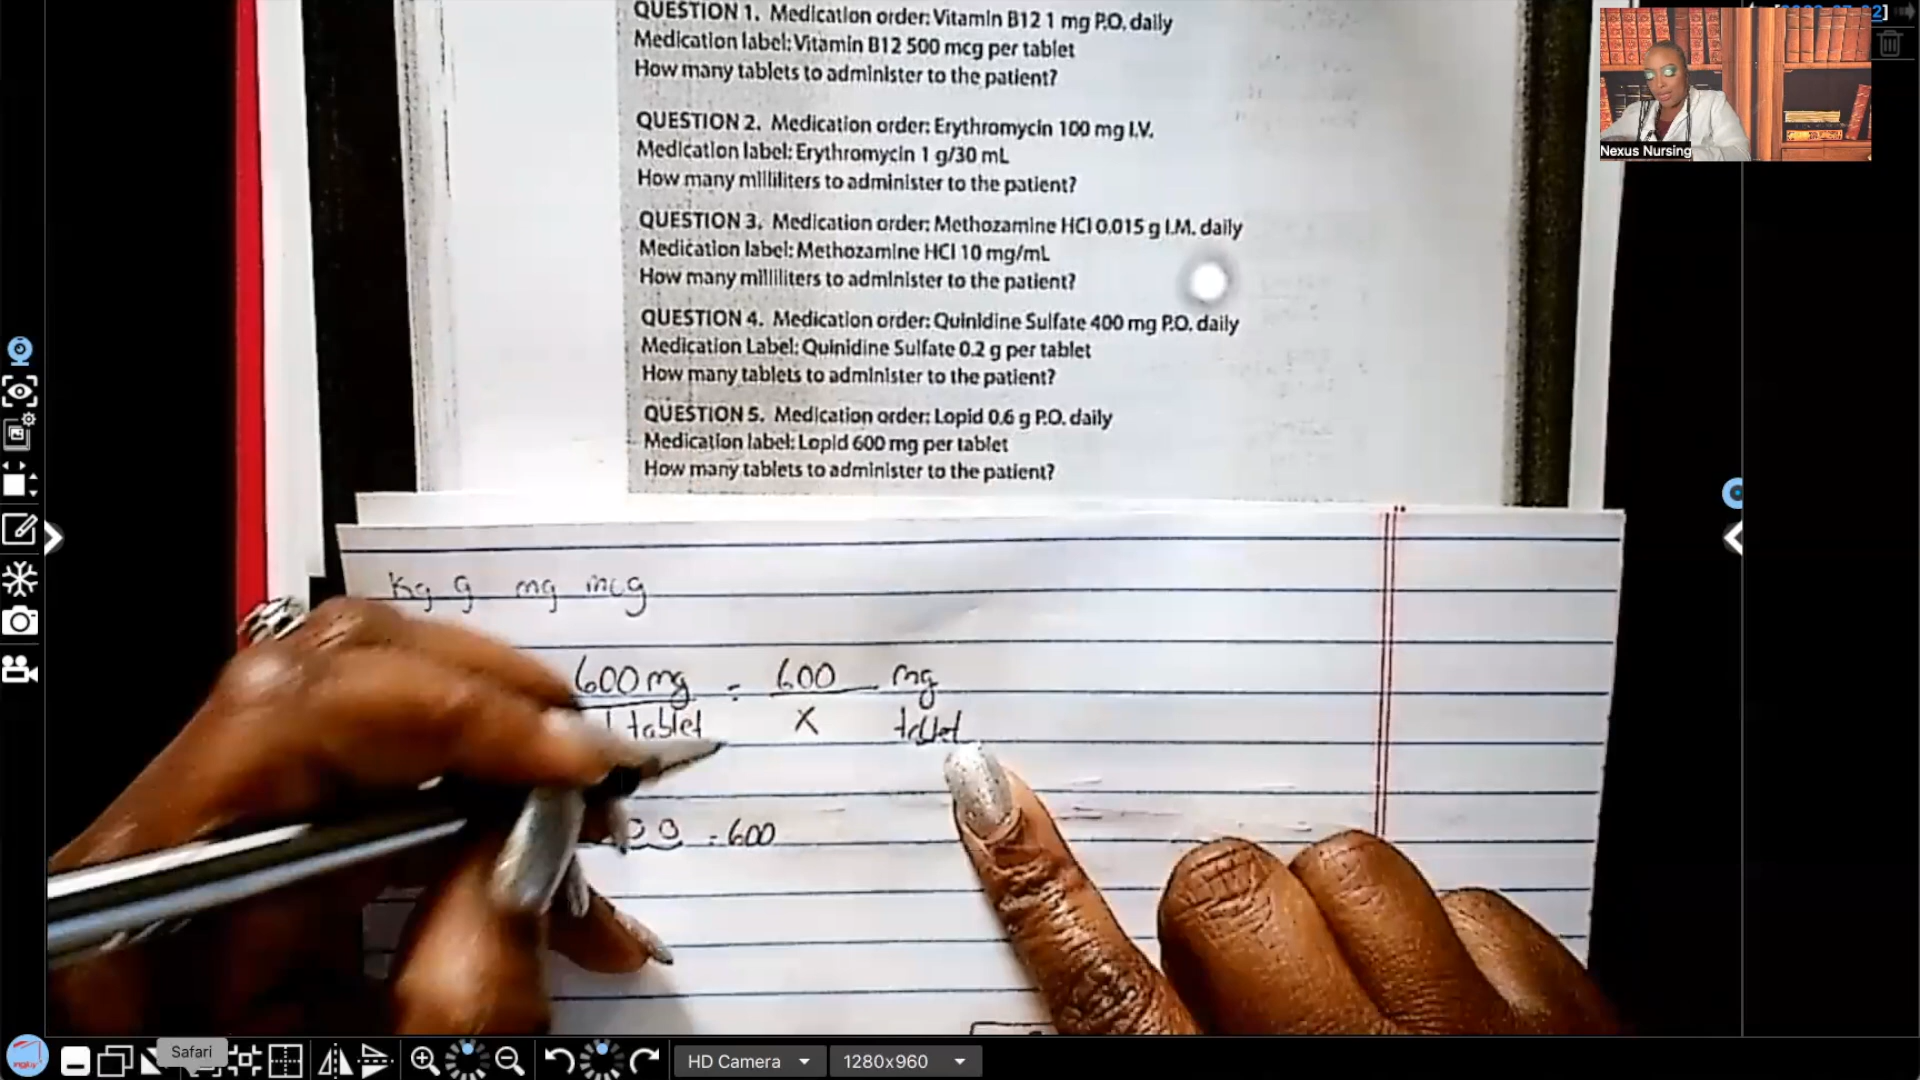 QUESTION 1. Medication order: Vitamin B12 1 mg P.O. daily
Medication label: Vitamin B12 500 mcg per tablet
How many tablets to administer to the patient?
QUESTION 2. Medication order: Erythromycin 100 mg I.V.
Medication label: Erythromycin 1 g/30 mL
How many milliliters to administer to the patient?
QUESTION 3. Medication order: Methozamine HCl 0.015 g I.M. daily
Medication label: Methozamine HCl 10 mg/mL
How many milliliters to administer to the patient?
QUESTION 4. Medication order: Quinidine Sulfate 400 mg P.O. daily
Medication Label: Quinidine Sulfate 0.2 g per tablet
How many tablets to administer to the patient?
QUESTION 5. Medication order: Lopid 0.6 g P.O. daily
Medication label: Lopid 600 mg per tablet
How many tablets to administer to the patient?
Nexus Nursing
Kg g mg mcg
600 mg = 600 mg
1 tablet x tablet
= 600
Safari
HD Camera
1280x960